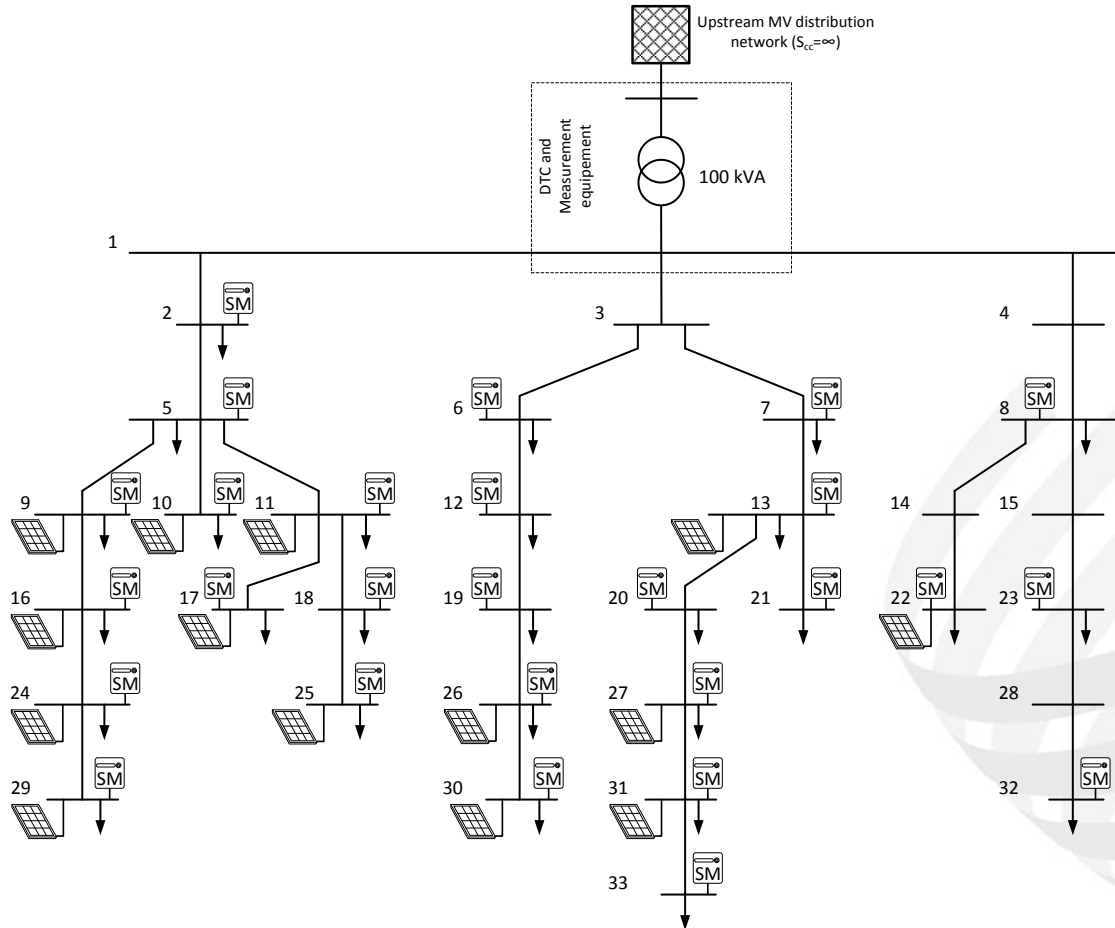 Upstream MV distribution
network (Scc=∞)
DTC and
Measurement
equipement
100 kVA
1
SM
2
3
4
SM
SM
SM
SM
5
6
7
8
SM
SM
SM
SM
SM
SM
9
10
11
12
13
14
15
SM
SM
SM
SM
SM
SM
SM
SM
16
17
18
19
20
21
22
23
SM
SM
SM
SM
24
25
26
27
28
SM
SM
SM
SM
29
30
31
32
SM
33